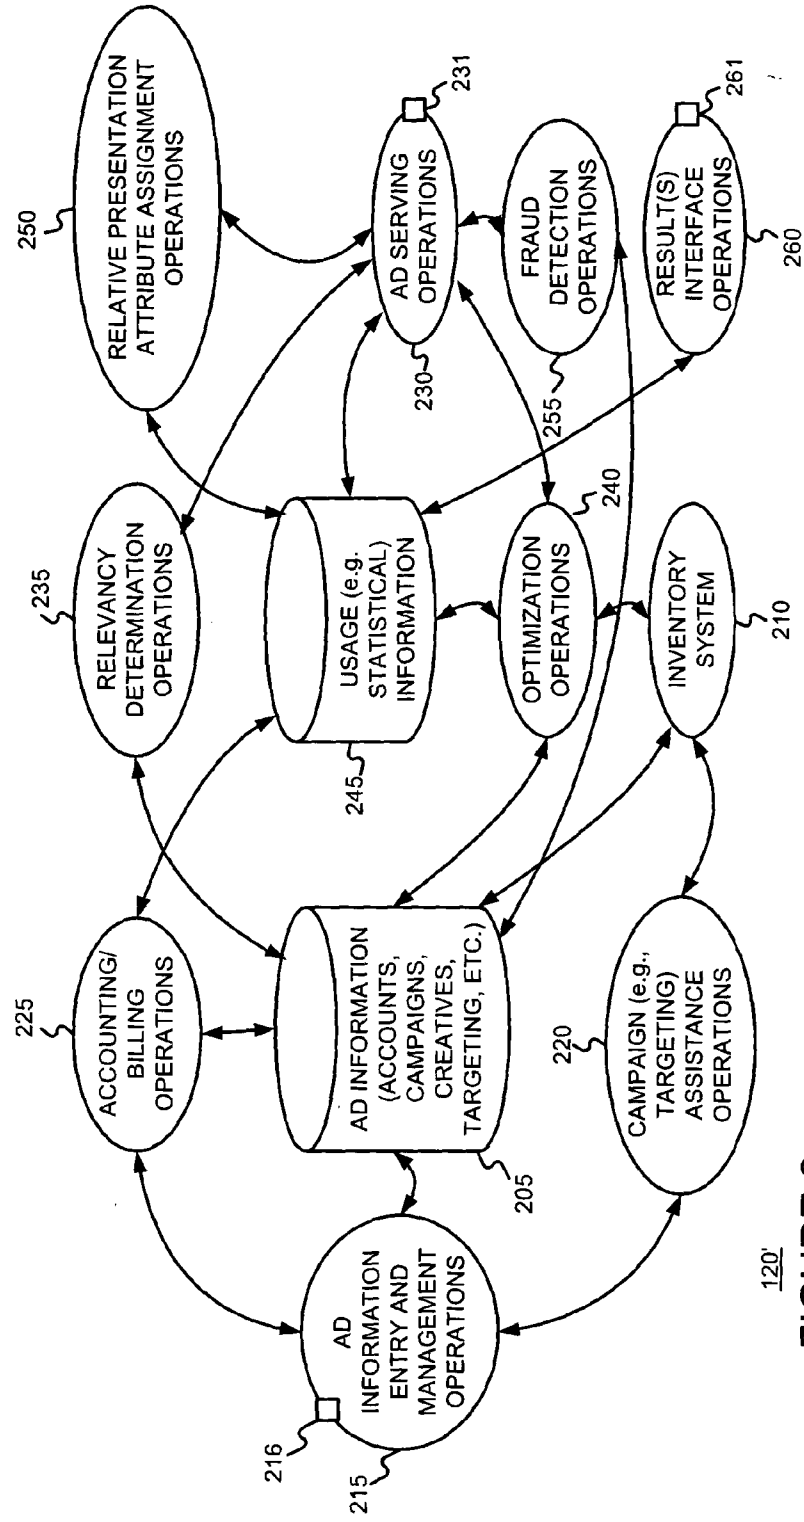 225
ACCOUNTING/
BILLING
OPERATIONS
235
RELEVANCY
DETERMINATION
OPERATIONS
250
RELATIVE PRESENTATION
ATTRIBUTE ASSIGNMENT
OPERATIONS
216
215
AD
INFORMATION
ENTRY AND
MANAGEMENT
OPERATIONS
AD INFORMATION
(ACCOUNTS,
CAMPAIGNS,
CREATIVES,
TARGETING, ETC.)
205
USAGE (e.g.
STATISTICAL)
INFORMATION
245
AD SERVING
OPERATIONS
230
231
OPTIMIZATION
OPERATIONS
240
FRAUD
DETECTION
OPERATIONS
255
220
CAMPAIGN (e.g.,
TARGETING)
ASSISTANCE
OPERATIONS
INVENTORY
SYSTEM
210
RESULT(S)
INTERFACE
OPERATIONS
260
261
120'
FIGURE